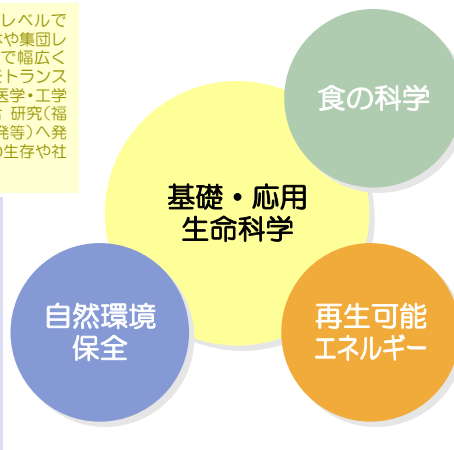 レベルで
や集団レ
で幅広く
トランス
医学・工学
研究（福
発等）へ発
生存や社
食の科学
基礎・応用
生命科学
自然環境
保全
再生可能
エネルギー